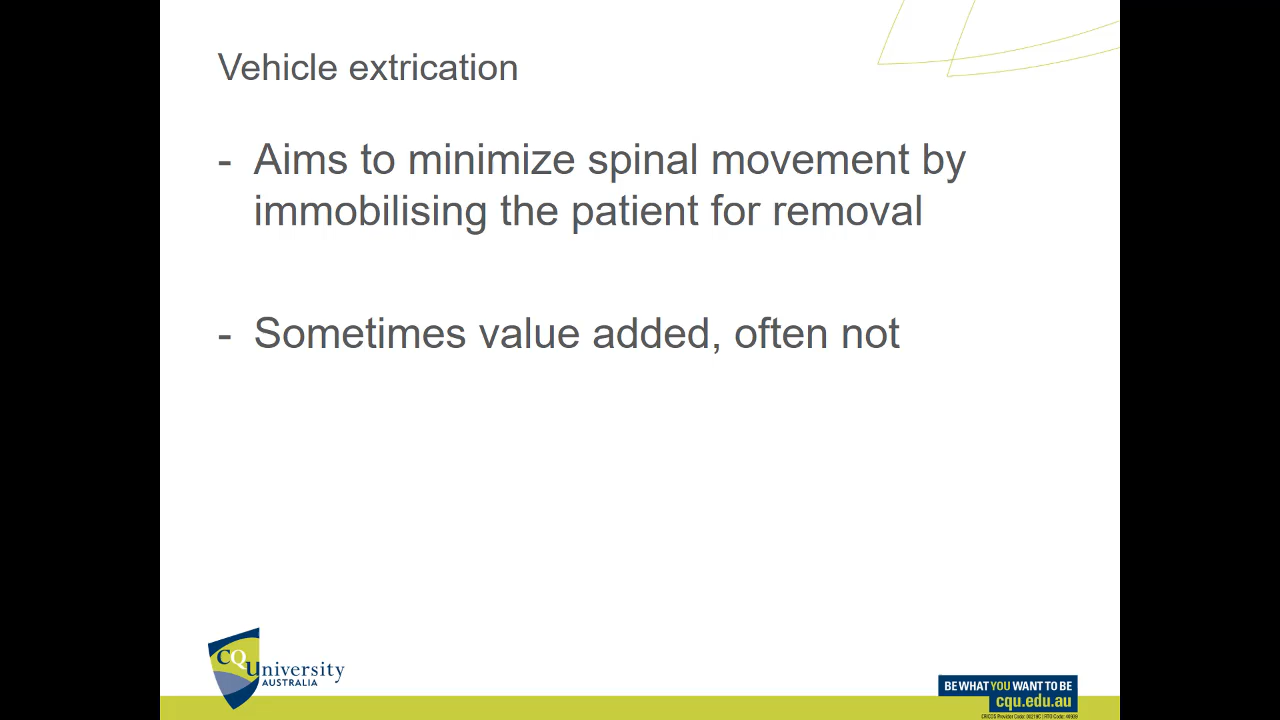 Vehicle extrication
- Aims to minimize spinal movement by
immobilising the patient for removal
- Sometimes value added, often not
CQUniversity
AUSTRALIA
BE WHAT YOU WANT TO BE
cqu.edu.au